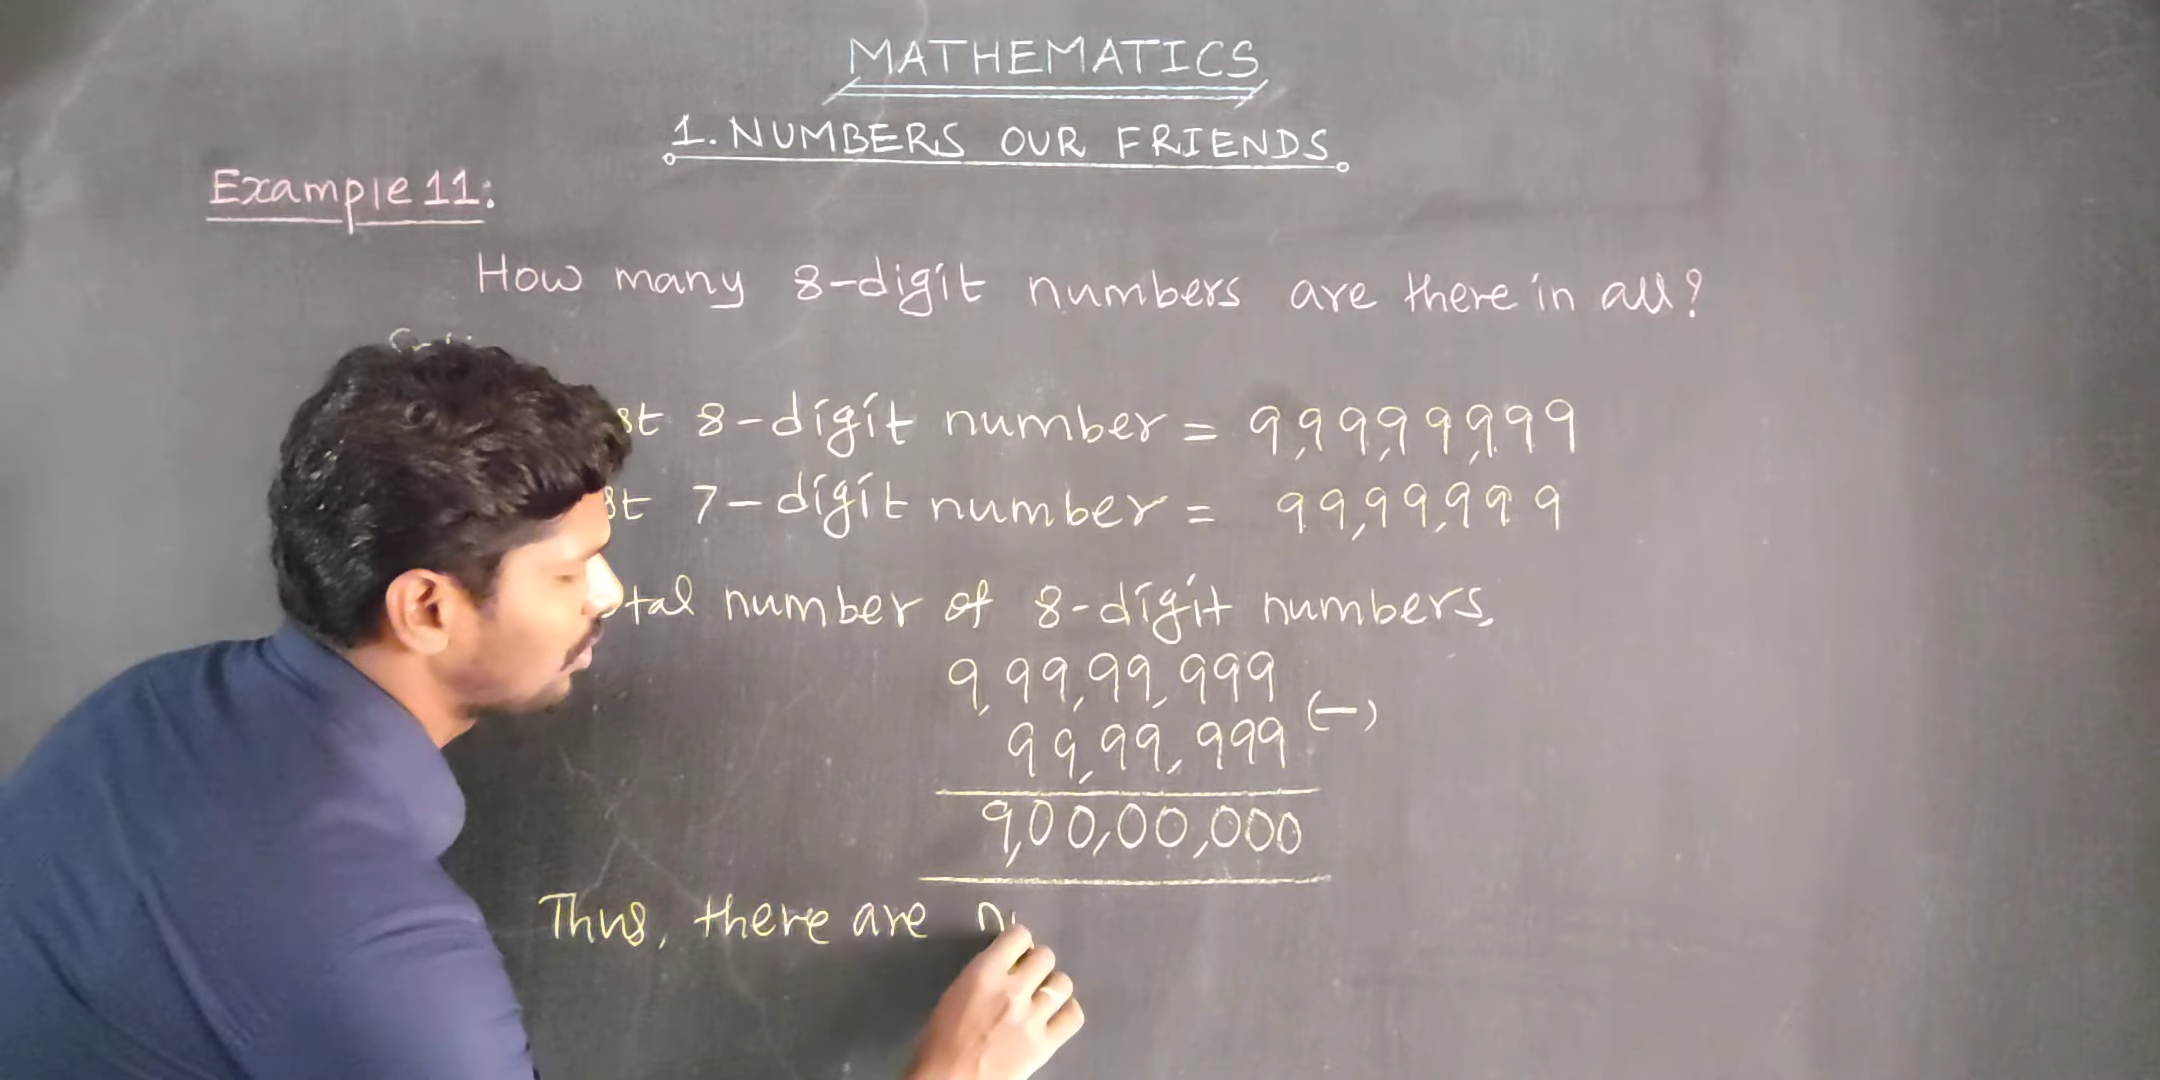 MATHEMATICS
1. NUMBERS OUR FRIENDS
Example 11:
How many 8-digit numbers are there in all?
st 8-digit number = 9,99,99,999
st 7-digit number = 99,99,999
tal number of 8-digit numbers,
9,99,99,999
99,99,999 (-)
9,00,00,000
Thus, there are